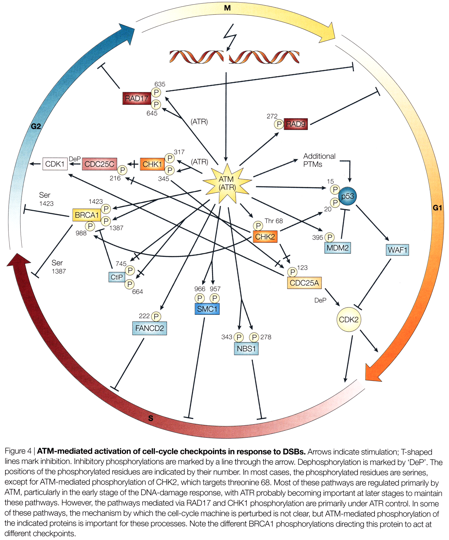 M
635
P
RAD17
P
645
(ATR)
272
P
RAD9
G2
DeP
CDK1
CDC25C
P
216
CHK1
317
P
P
345
(ATR)
ATM
(ATR)
Additional
PTMs
15
P
p53
P
20
G1
Ser
1423
1423
P
BRCA1
P
P
1387
988
P
Thr 68
CHK2
395
P
MDM2
WAF1
Ser
1387
745
P
CtIP
P
664
P
123
CDC25A
DeP
966
957
P
P
SMC1
CDK2
222
P
FANCD2
343
P
P
278
NBS1
S
Figure 4 | ATM-mediated activation of cell-cycle checkpoints in response to DSBs. Arrows indicate stimulation; T-shaped
lines mark inhibition. Inhibitory phosphorylations are marked by a line through the arrow. Dephosphorylation is marked by 'DeP'. The
positions of the phosphorylated residues are indicated by their number. In most cases, the phosphorylated residues are serines,
except for ATM-mediated phosphorylation of CHK2, which targets threonine 68. Most of these pathways are regulated primarily by
ATM, particularly in the early stage of the DNA-damage response, with ATR probably becoming important at later stages to maintain
these pathways. However, the pathways mediated via RAD17 and CHK1 phosphorylation are primarily under ATR control. In some
of these pathways, the mechanism by which the cell-cycle machine is perturbed is not clear, but ATM-mediated phosphorylation of
the indicated proteins is important for these processes. Note the different BRCA1 phosphorylations directing this protein to act at
different checkpoints.